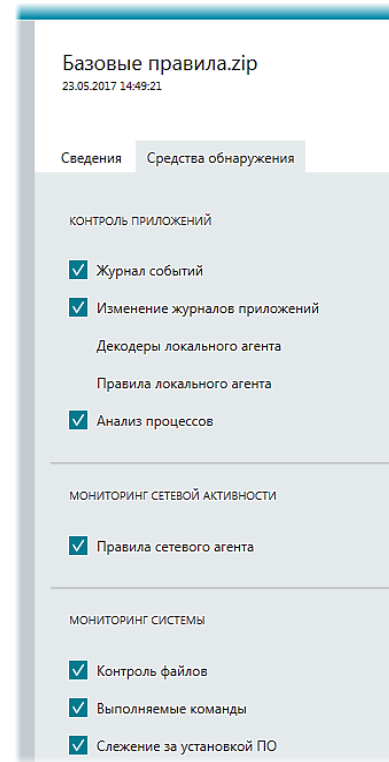 Базовые правила.zip
23.05.2017 14:49:21
Сведения Средства обнаружения
КОНТРОЛЬ ПРИЛОЖЕНИЙ
Журнал событий
Изменение журналов приложений
Декодеры локального агента
Правила локального агента
Анализ процессов
МОНИТОРИНГ СЕТЕВОЙ АКТИВНОСТИ
Правила сетевого агента
МОНИТОРИНГ СИСТЕМЫ
Контроль файлов
Выполняемые команды
Слежение за установкой ПО